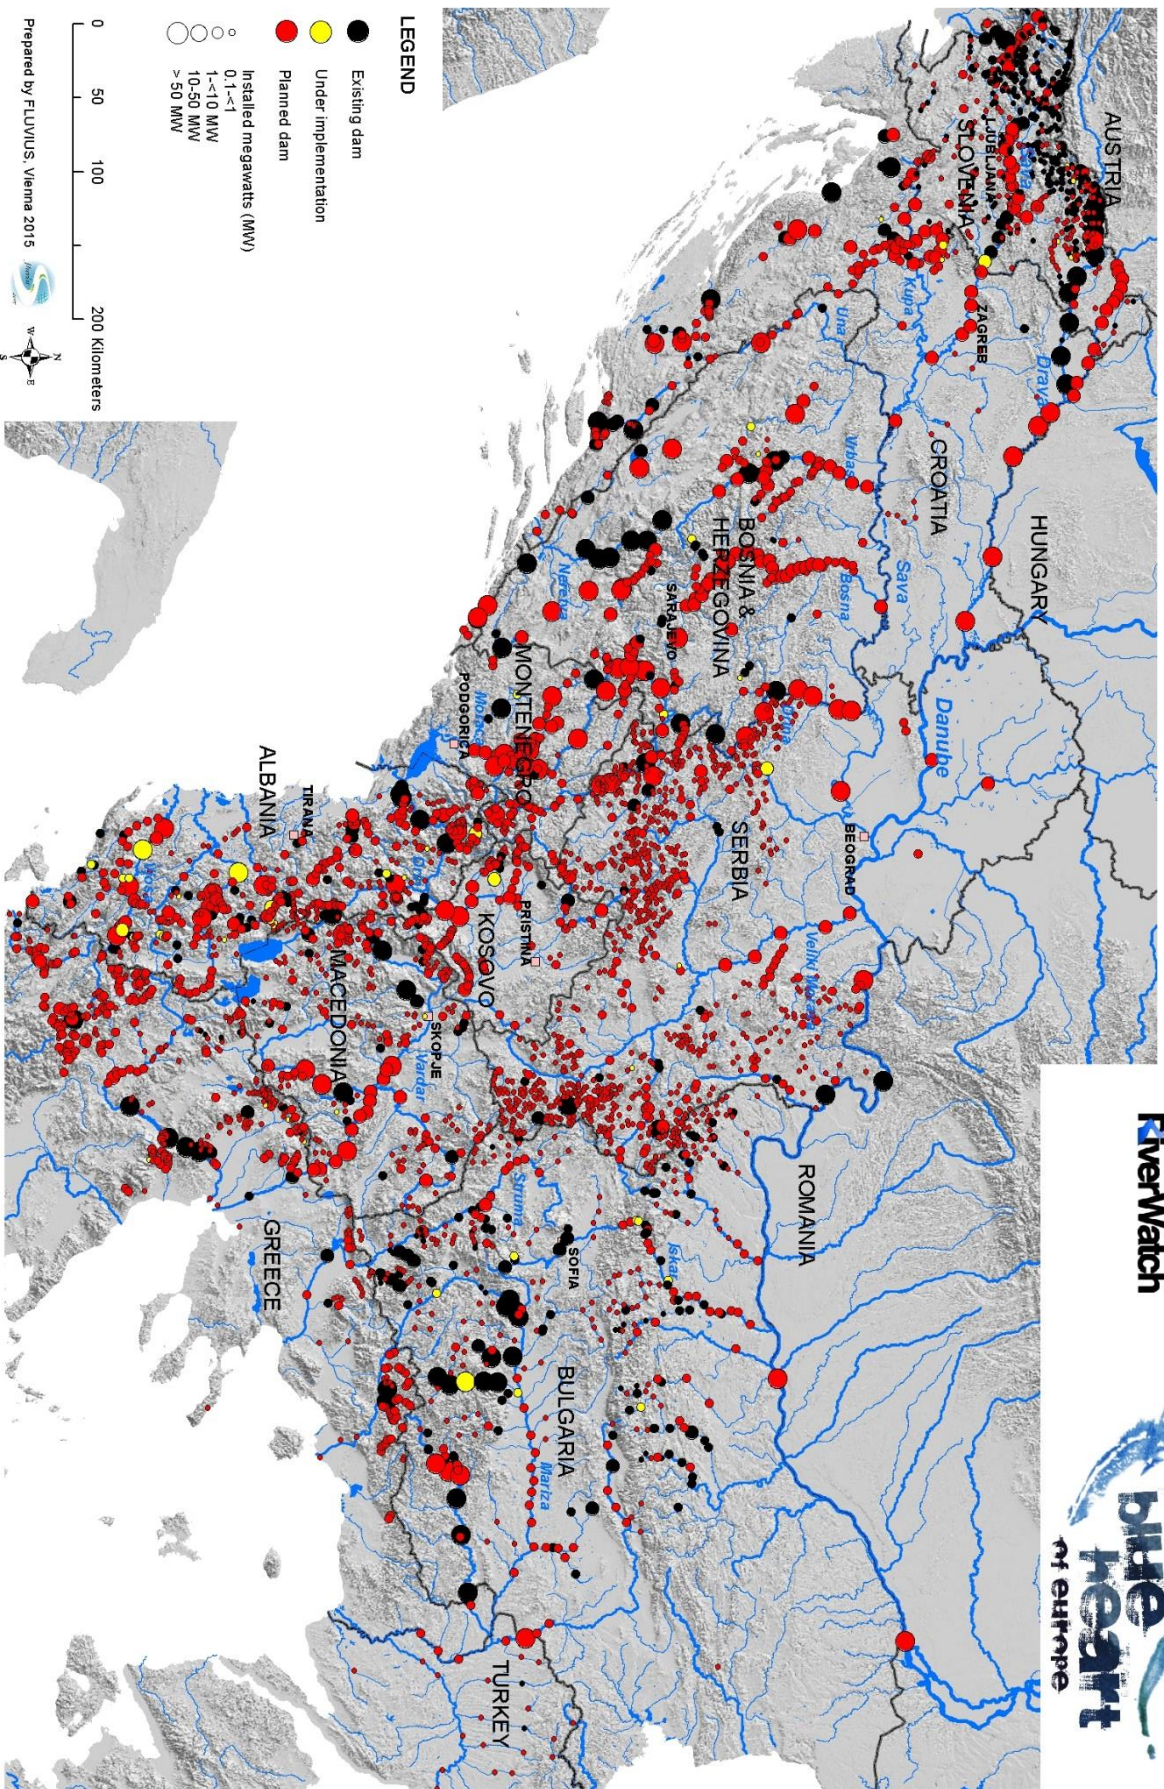 RiverWatch
blue
heart
of europe
AUSTRIA
HUNGARY
SLOVENIA
LJUBLJANA
Sava
Drava
ZAGREB
CROATIA
Kupa
Una
Vrbas
Sava
Danube
ROMANIA
BOSNIA &
HERZEGOVINA
Bosna
SARAJEVO
Drina
BEOGRAD
SERBIA
Neretva
MONTENEGRO
PODGORICA
KOSOVO
PRISTINA
SOFIA
Iskar
BULGARIA
Struma
Mariza
SKOPJE
Vardar
MACEDONIA
ALBANIA
TIRANA
GREECE
TURKEY
LEGEND
Existing dam
Under implementation
Planned dam
Installed megawatts (MW)
0.1-<1
1-<10 MW
10-50 MW
> 50 MW
0 50 100 200 Kilometers
N
W E
S
Prepared by FLUVIUS, Vienna 2015